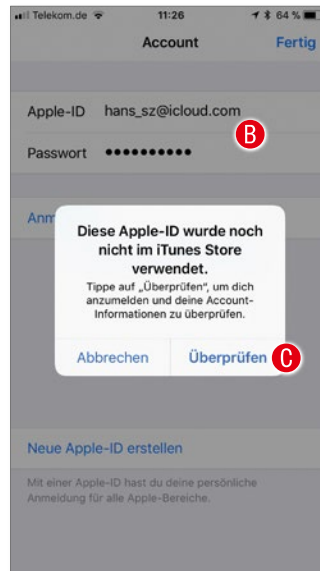 Telekom.de 11:26 64 %
Account Fertig
Apple-ID hans_sz@icloud.com
B
Passwort ••••••••••
Anm
Diese Apple-ID wurde noch
nicht im iTunes Store
verwendet.
Tippe auf „Überprüfen“, um dich
anzumelden und deine Account-
Informationen zu überprüfen.
Abbrechen Überprüfen C
Neue Apple-ID erstellen
Mit einer Apple-ID hast du deine persönliche
Anmeldung für alle Apple-Bereiche.